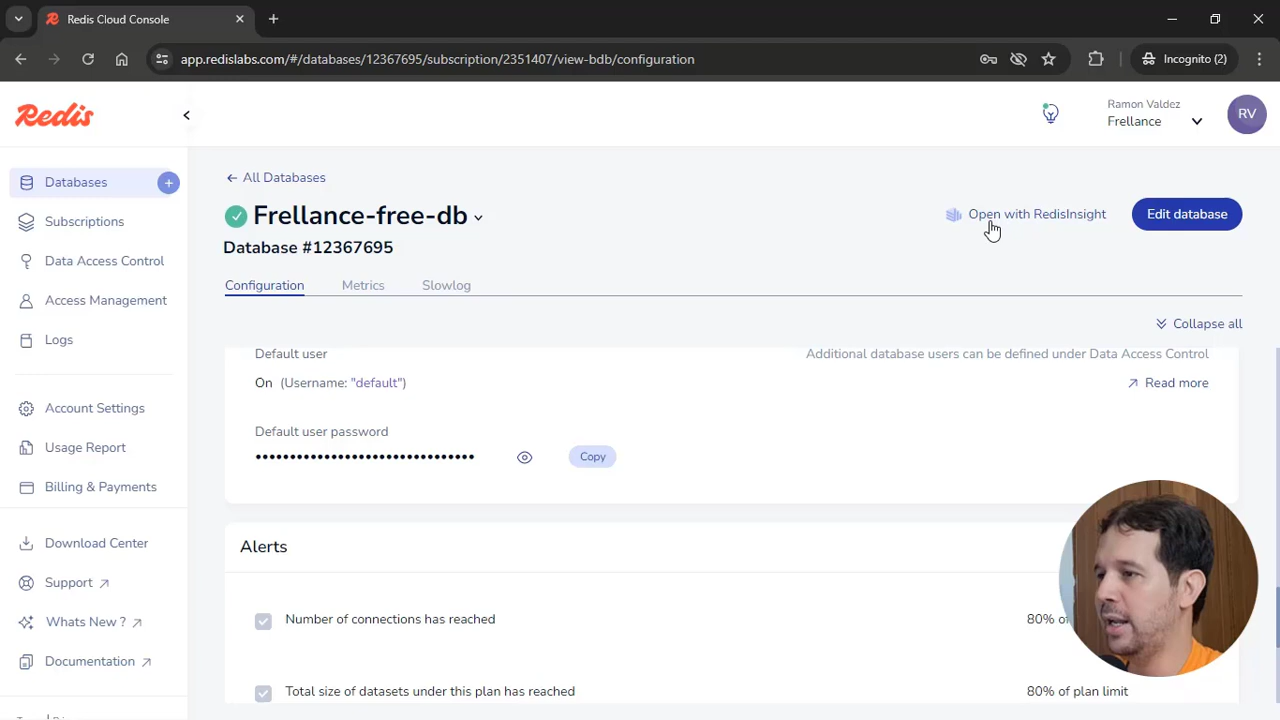 Redis Cloud Console
app.redislabs.com/#/databases/12367695/subscription/2351407/view-bdb/configuration
Incognito (2)
Redis
Ramon Valdez
Frellance
RV
Databases
Subscriptions
Data Access Control
Access Management
Logs
Account Settings
Usage Report
Billing & Payments
Download Center
Support
Whats New ?
Documentation
All Databases
Frellance-free-db
Open with RedisInsight
Edit database
Database #12367695
Configuration Metrics Slowlog
Collapse all
Default user
Additional database users can be defined under Data Access Control
On (Username: "default")
Read more
Default user password
••••••••••••••••••••••••••••••••
Copy
Alerts
Number of connections has reached
80%
Total size of datasets under this plan has reached
80% of plan limit